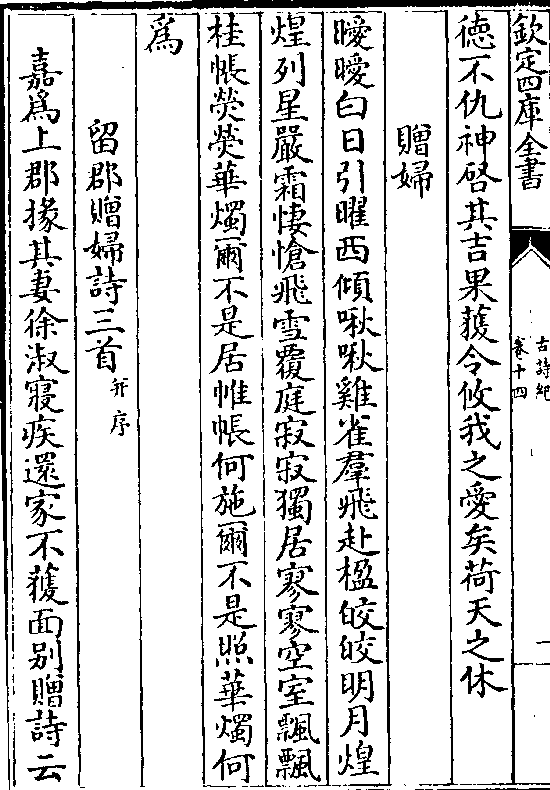 欽定四庫全書
古詩紀
卷十四
一
德不仇神啓其吉果獲令攸我之愛矣荷天之休
贈婦
曖曖白日引曜西傾啾啾雞雀羣飛赴楹皎皎明月煌
煌列星嚴霜悽愴飛雪覆庭寂寂獨居寥寥空室飄飄
桂帳熒熒華燭爾不是居帷帳何施爾不是照華燭何
爲
留郡贈婦詩三首并序
嘉爲上郡掾其妻徐淑寢疾還家不獲面别贈詩云